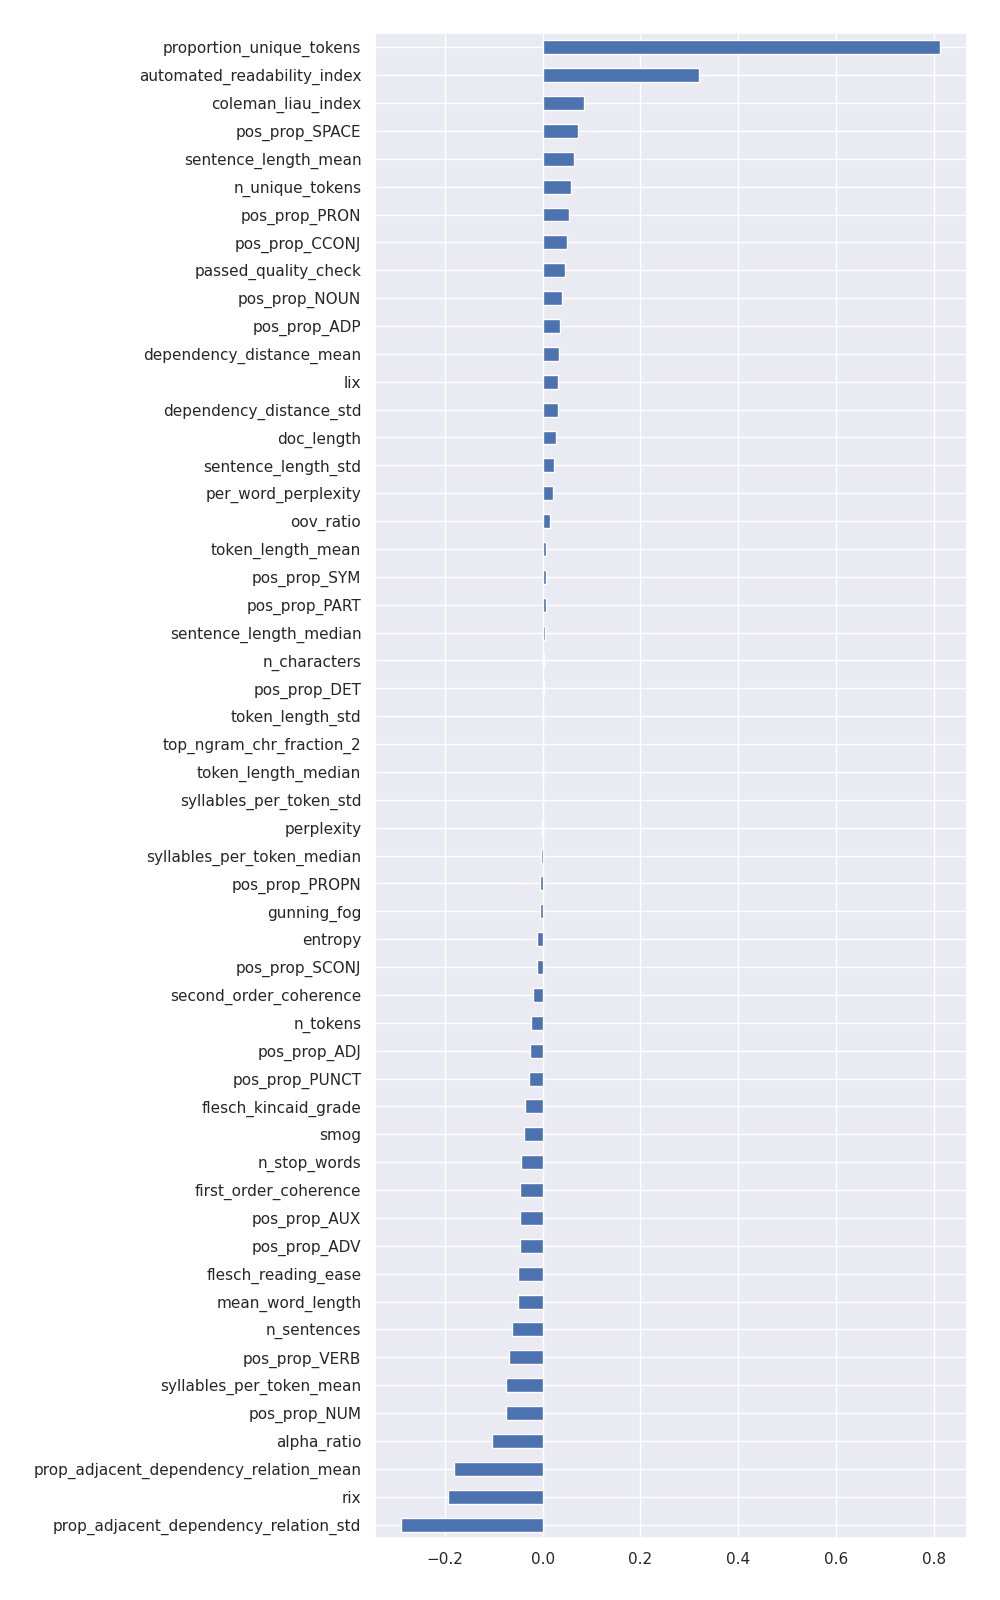 proportion_unique_tokens
automated_readability_index
coleman_liau_index
pos_prop_SPACE
sentence_length_mean
n_unique_tokens
pos_prop_PRON
pos_prop_CCONJ
passed_quality_check
pos_prop_NOUN
pos_prop_ADP
dependency_distance_mean
lix
dependency_distance_std
doc_length
sentence_length_std
per_word_perplexity
oov_ratio
token_length_mean
pos_prop_SYM
pos_prop_PART
sentence_length_median
n_characters
pos_prop_DET
token_length_std
top_ngram_chr_fraction_2
token_length_median
syllables_per_token_std
perplexity
syllables_per_token_median
pos_prop_PROPN
gunning_fog
entropy
pos_prop_SCONJ
second_order_coherence
n_tokens
pos_prop_ADJ
pos_prop_PUNCT
flesch_kincaid_grade
smog
n_stop_words
first_order_coherence
pos_prop_AUX
pos_prop_ADV
flesch_reading_ease
mean_word_length
n_sentences
pos_prop_VERB
syllables_per_token_mean
pos_prop_NUM
alpha_ratio
prop_adjacent_dependency_relation_mean
rix
prop_adjacent_dependency_relation_std
−0.2 0.0 0.2 0.4 0.6 0.8